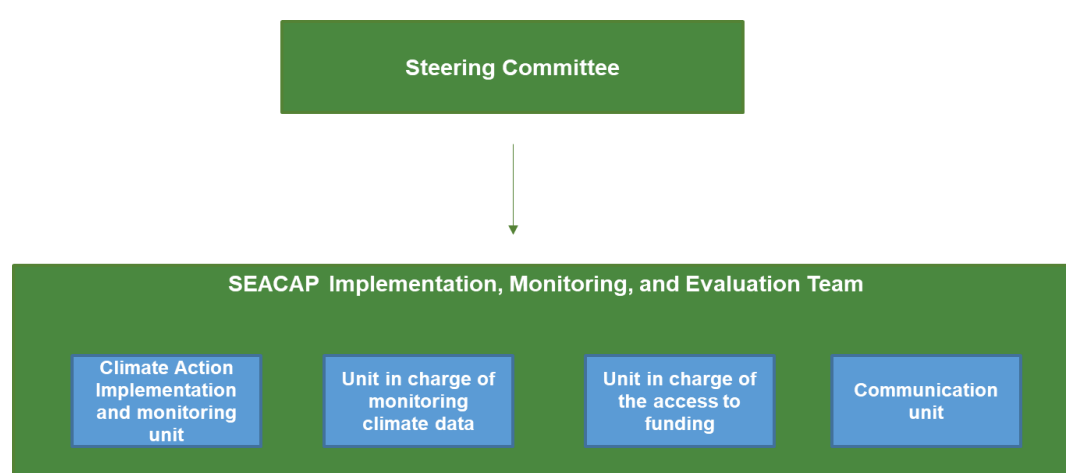 Steering Committee
SEACAP Implementation, Monitoring, and Evaluation Team
Climate Action
Implementation
and monitoring
unit
Unit in charge of
monitoring
climate data
Unit in charge of
the access to
funding
Communication
unit